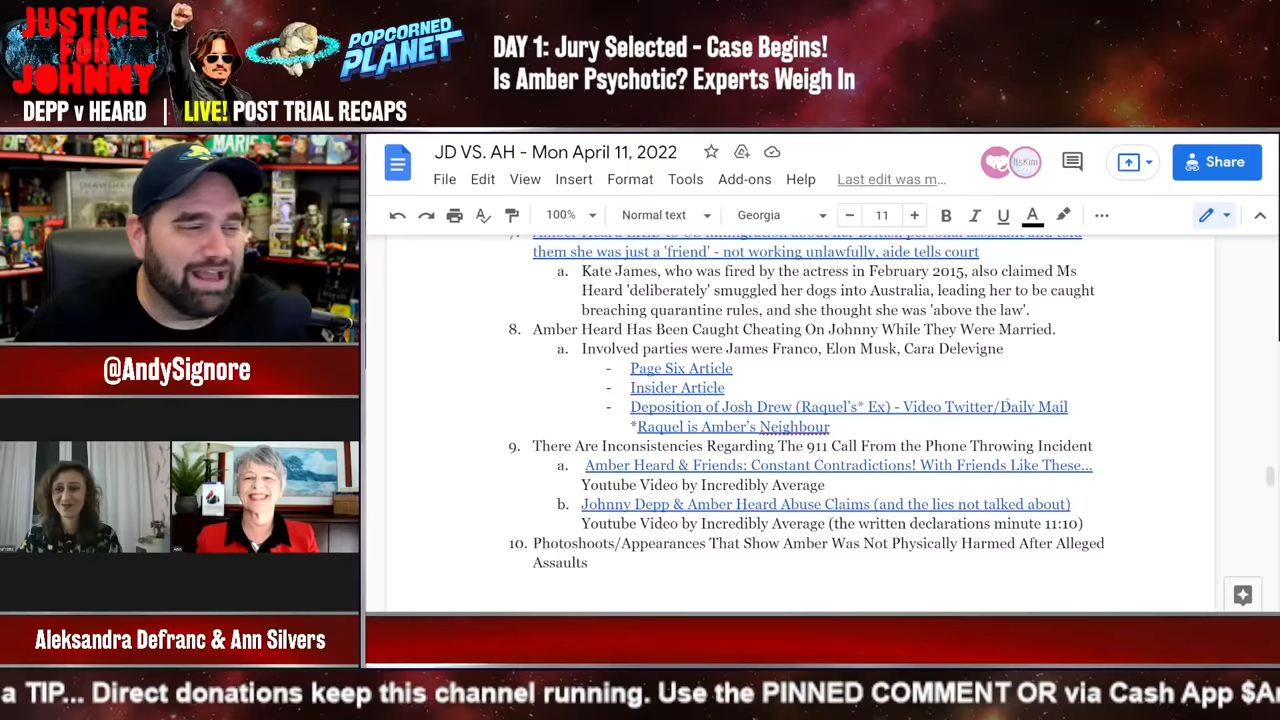 JUSTICE
FOR
JOHNNY
POPCORNED
PLANET
DEPP v HEARD | LIVE! POST TRIAL RECAPS
DAY 1: Jury Selected - Case Begins!
Is Amber Psychotic? Experts Weigh In
@AndySignore
Aleksandra Defranc & Ann Silvers
JD VS. AH - Mon April 11, 2022
File Edit View Insert Format Tools Add-ons Help Last edit was m...
ItsKim
Share
100% Normal text Georgia − 11 + B I U A
them she was just a 'friend' - not working unlawfully, aide tells court
a. Kate James, who was fired by the actress in February 2015, also claimed Ms
Heard 'deliberately' smuggled her dogs into Australia, leading her to be caught
breaching quarantine rules, and she thought she was 'above the law'.
8. Amber Heard Has Been Caught Cheating On Johnny While They Were Married.
a. Involved parties were James Franco, Elon Musk, Cara Delevigne
- Page Six Article
- Insider Article
- Deposition of Josh Drew (Raquel's* Ex) - Video Twitter/Daily Mail
*Raquel is Amber's Neighbour
9. There Are Inconsistencies Regarding The 911 Call From the Phone Throwing Incident
a. Amber Heard & Friends: Constant Contradictions! With Friends Like These...
Youtube Video by Incredibly Average
b. Johnny Depp & Amber Heard Abuse Claims (and the lies not talked about)
Youtube Video by Incredibly Average (the written declarations minute 11:10)
10. Photoshoots/Appearances That Show Amber Was Not Physically Harmed After Alleged
Assaults
a TIP... Direct donations keep this channel running. Use the PINNED COMMENT OR via Cash App $A